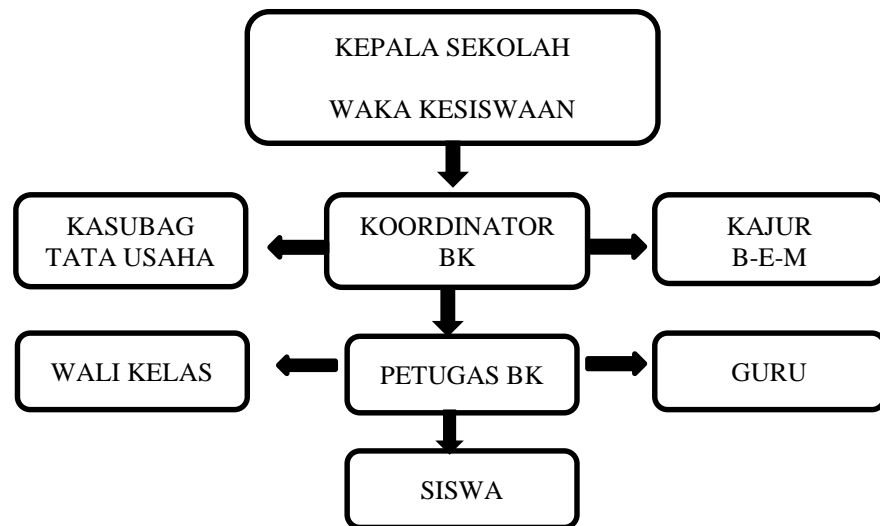 KEPALA SEKOLAH
WAKA KESISWAAN
KASUBAG
TATA USAHA
KOORDINATOR
BK
KAJUR
B-E-M
WALI KELAS
PETUGAS BK
GURU
SISWA